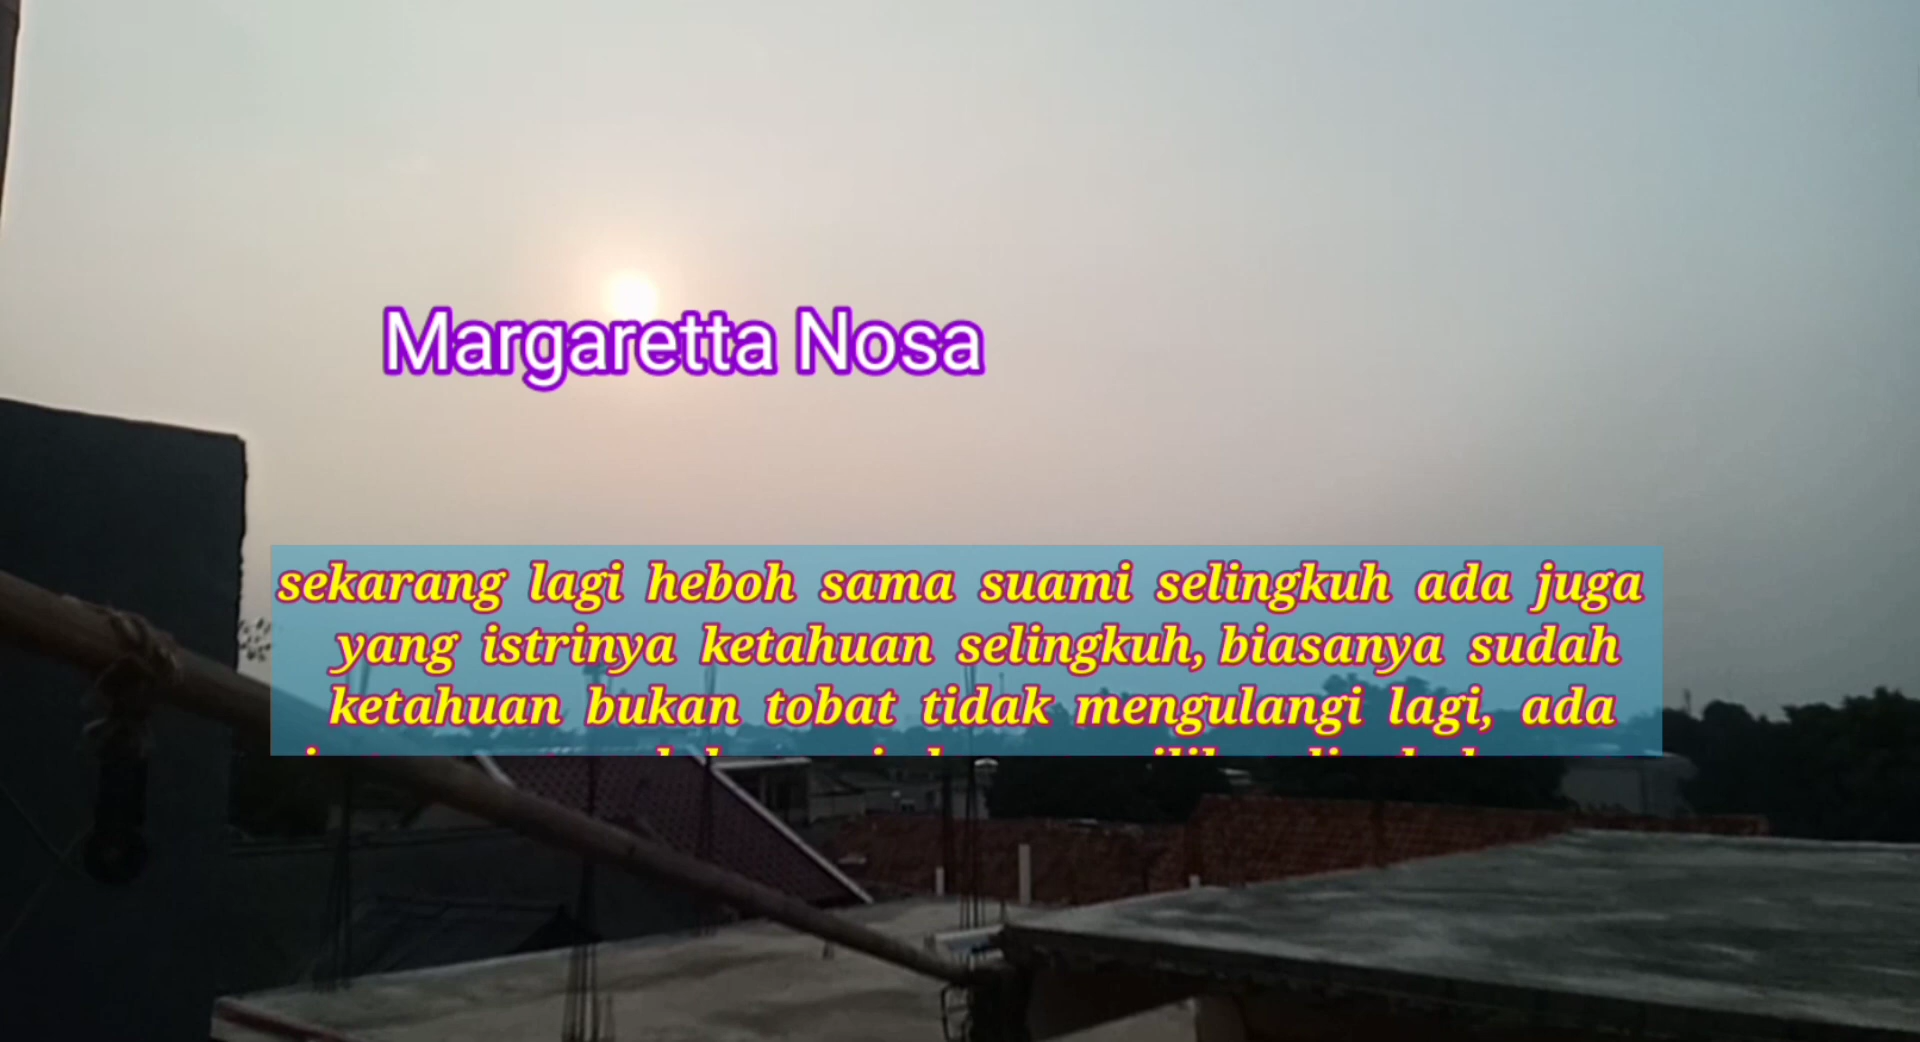 Margaretta Nosa
sekarang lagi heboh sama suami selingkuh ada juga
yang istrinya ketahuan selingkuh, biasanya sudah
ketahuan bukan tobat tidak mengulangi lagi, ada